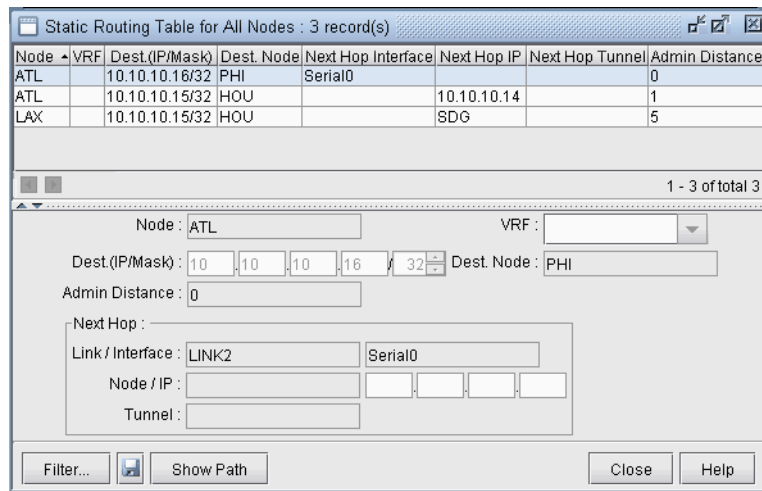 Static Routing Table for All Nodes : 3 record(s)
Node VRF Dest.(IP/Mask) Dest. Node Next Hop Interface Next Hop IP Next Hop Tunnel Admin Distance
ATL 10.10.10.16/32 PHI Serial0 0
ATL 10.10.10.15/32 HOU 10.10.10.14 1
LAX 10.10.10.15/32 HOU SDG 5
1 - 3 of total 3
Node : ATL VRF :
Dest.(IP/Mask) : 10 .10 .10 .16 / 32 Dest. Node : PHI
Admin Distance : 0
Next Hop :
Link / Interface : LINK2 Serial0
Node / IP : . . .
Tunnel :
Filter... Show Path Close Help